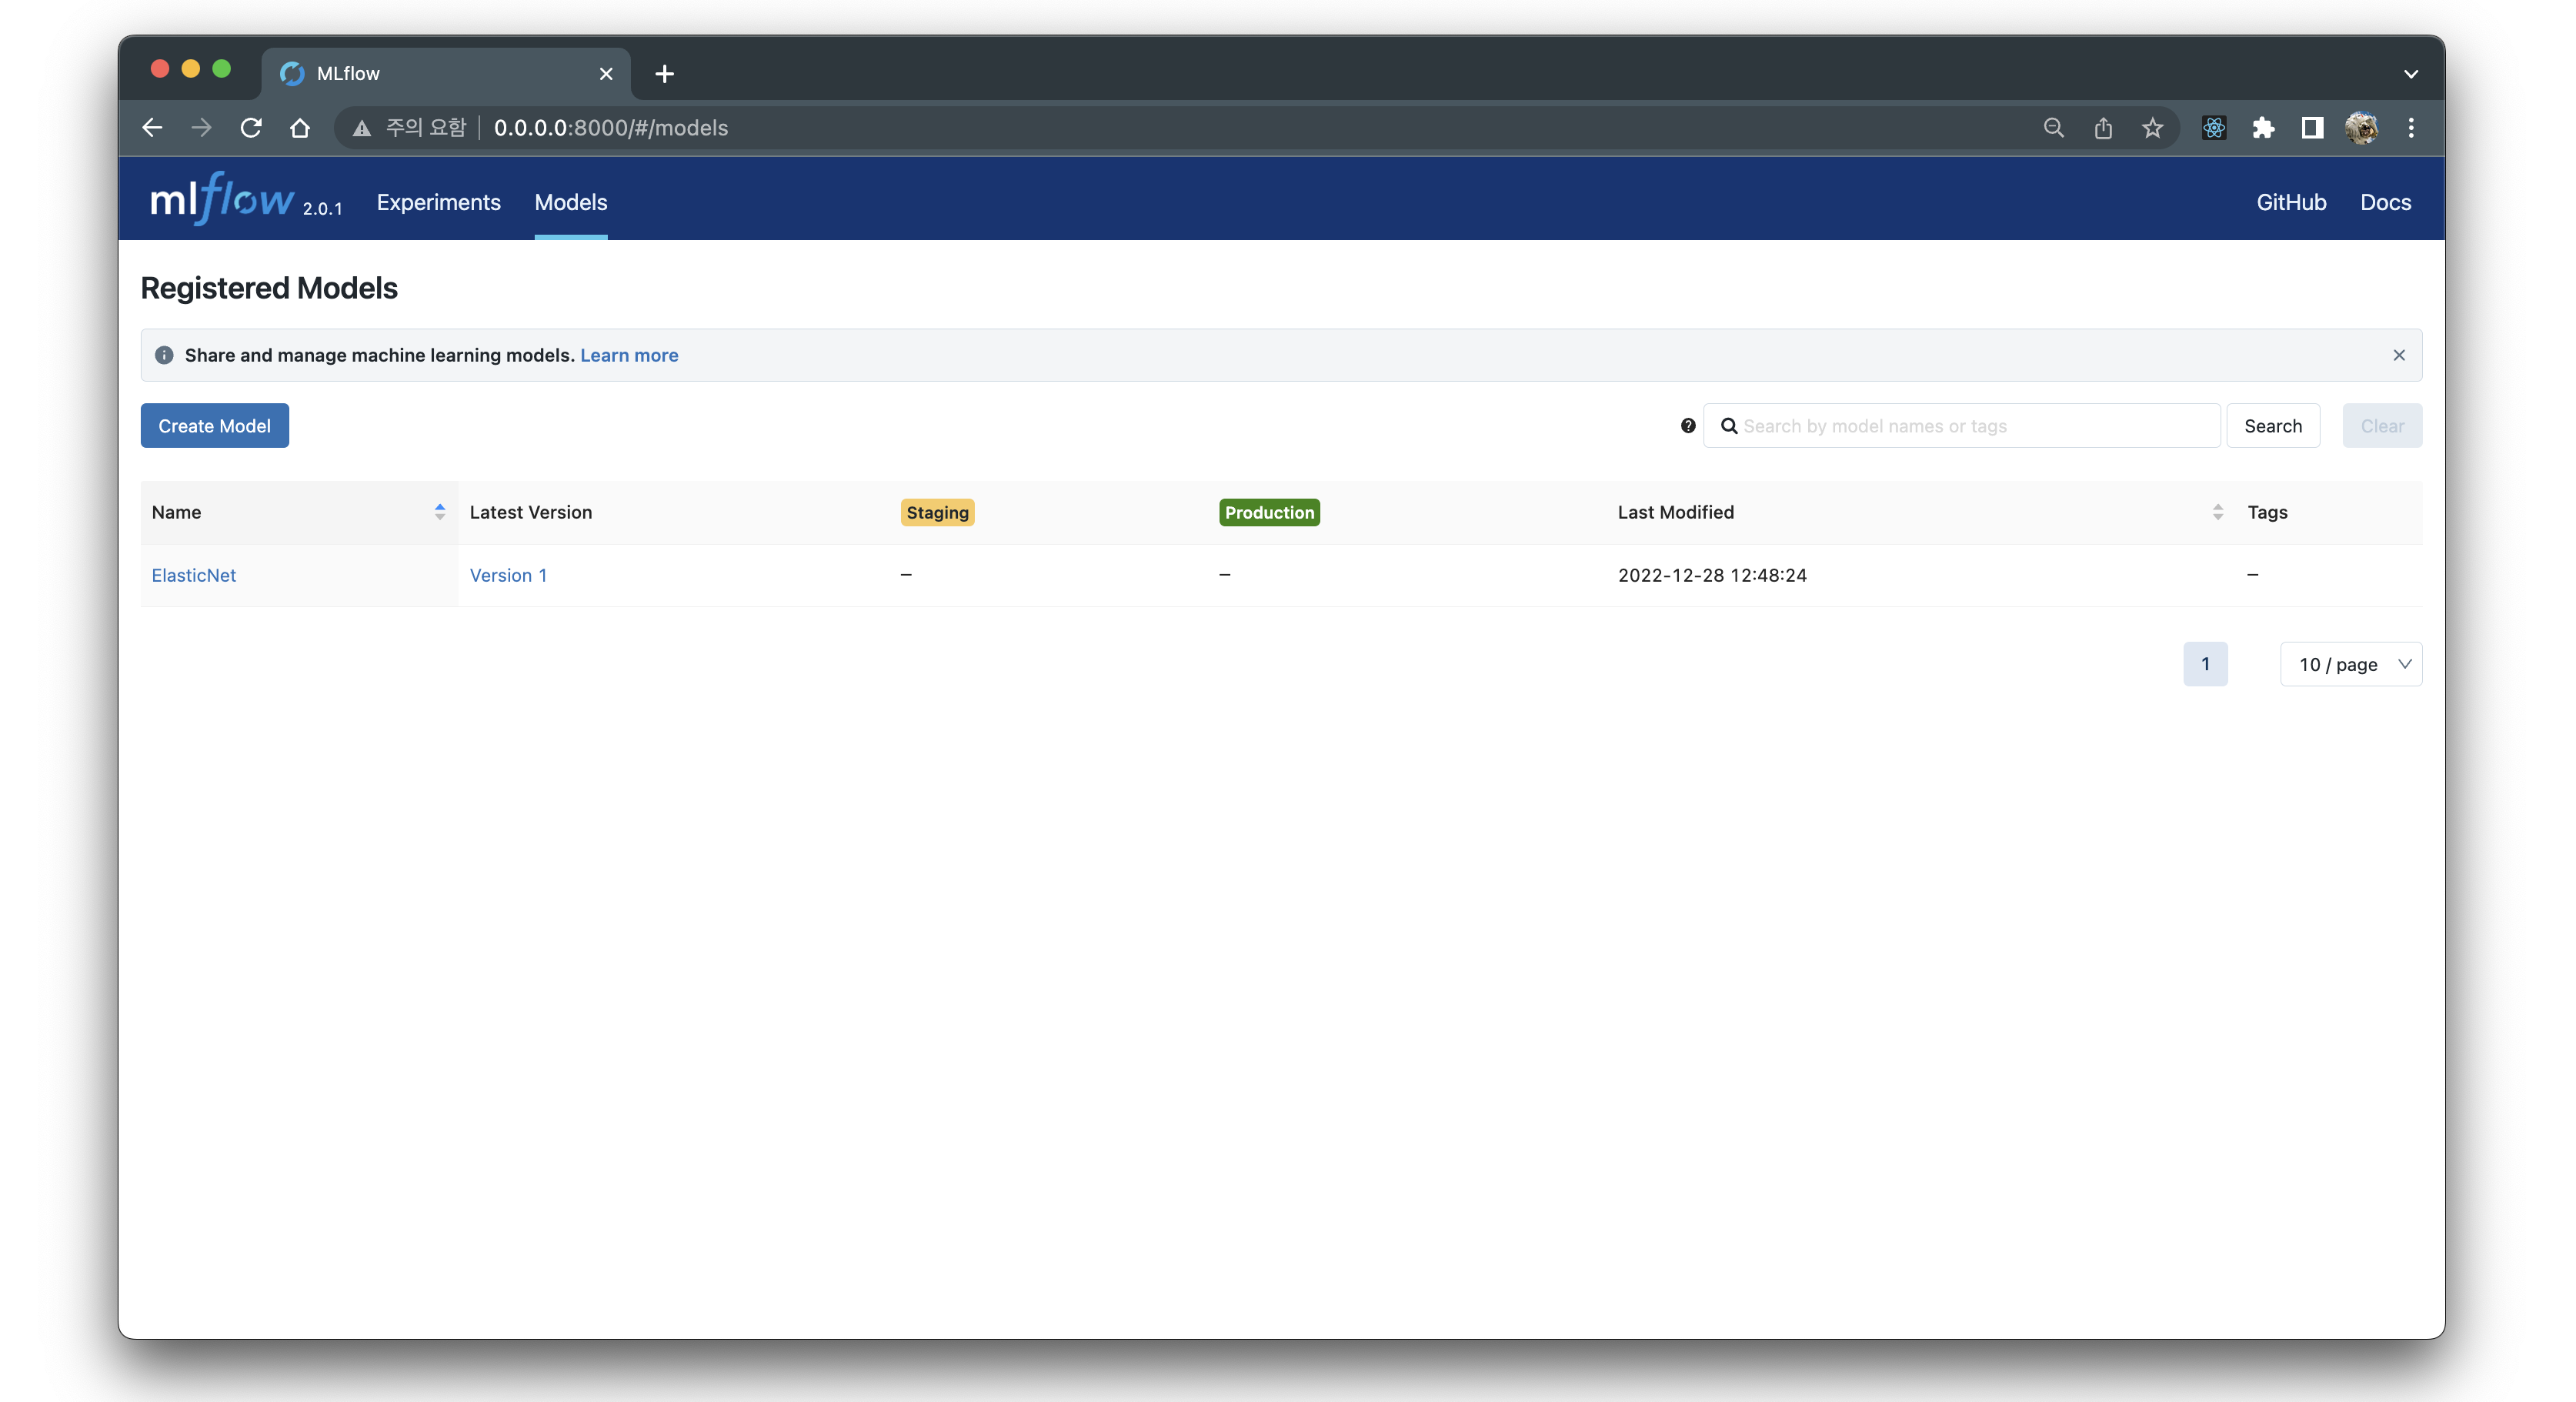 MLflow
주의 요함 0.0.0.0:8000/#/models
mlflow 2.0.1 Experiments Models GitHub Docs
Registered Models
Share and manage machine learning models. Learn more
Create Model Search by model names or tags Search Clear
Name Latest Version Staging Production Last Modified Tags
ElasticNet Version 1 – – 2022-12-28 12:48:24 –
1 10 / page